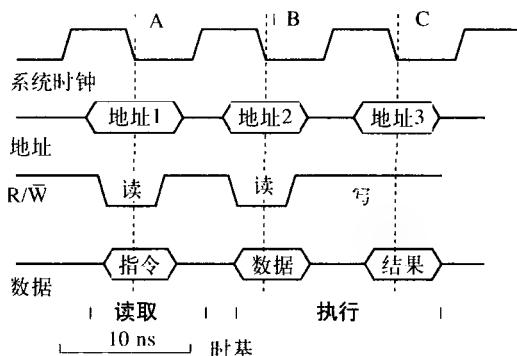 A B C
系统时钟
地址1 地址2 地址3
地址
读 读 写
R/W̅
指令 数据 结果
数据
读取 执行
10 ns 时基